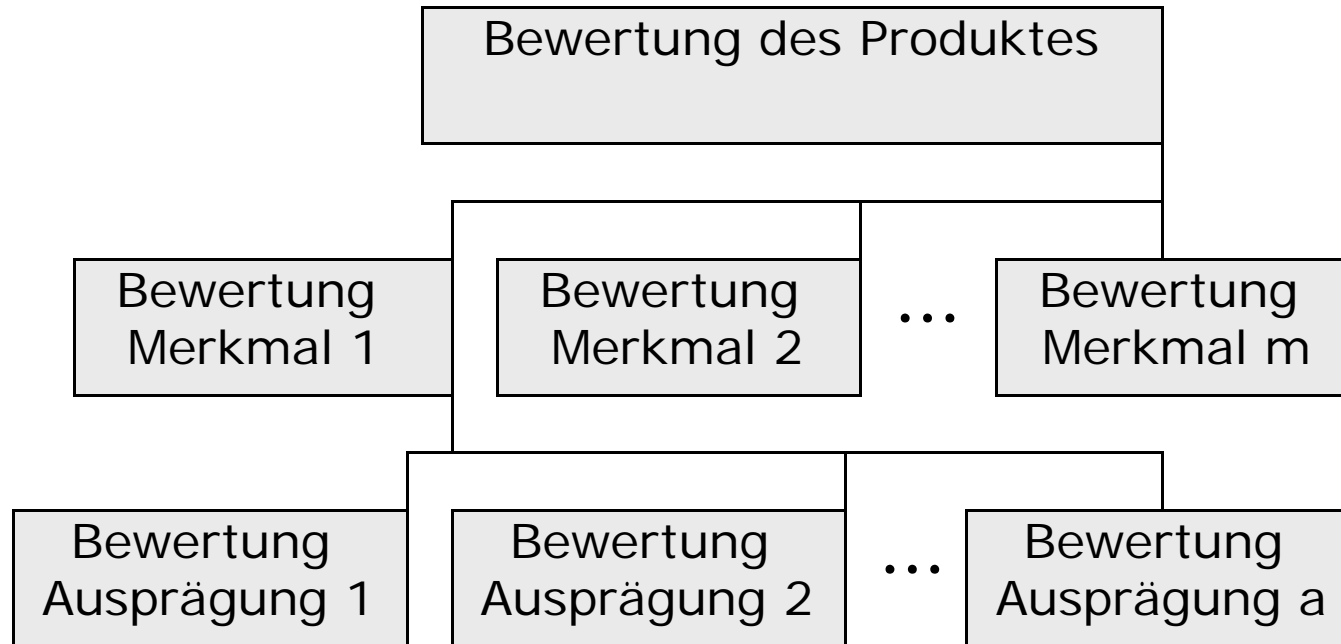 Bewertung des Produktes
Bewertung
Merkmal 1
Bewertung
Merkmal 2
...
Bewertung
Merkmal m
Bewertung
Ausprägung 1
Bewertung
Ausprägung 2
...
Bewertung
Ausprägung a